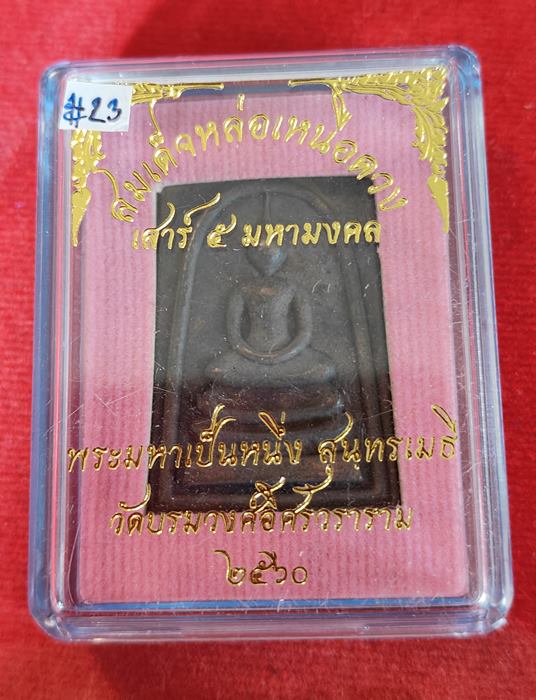 #23
สมเด็จหล่อเหนือดวง
เสาร์ ๕ มหามงคล
พระมหาเป็นหนึ่ง สุนฺทรเมธี
วัดบรมวงศ์อิศรวราราม
๒๕๖๐